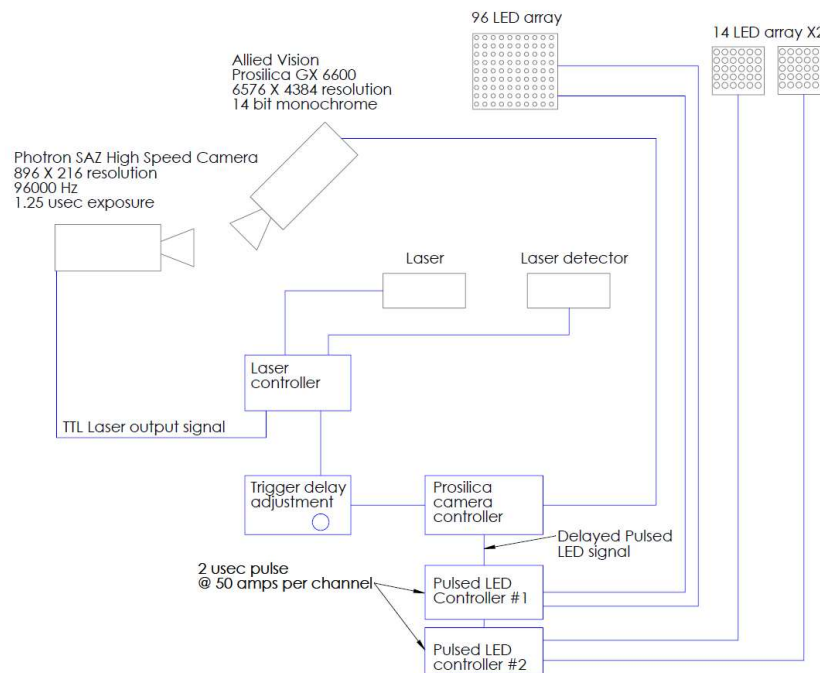 96 LED array
14 LED array X2
Allied Vision
Prosilica GX 6600
6576 X 4384 resolution
14 bit monochrome
Photron SAZ High Speed Camera
896 X 216 resolution
96000 Hz
1.25 usec exposure
Laser
Laser detector
Laser
controller
TTL Laser output signal
Trigger delay
adjustment
Prosilica
camera
controller
Delayed Pulsed
LED signal
2 usec pulse
@ 50 amps per channel
Pulsed LED
Controller #1
Pulsed LED
controller #2